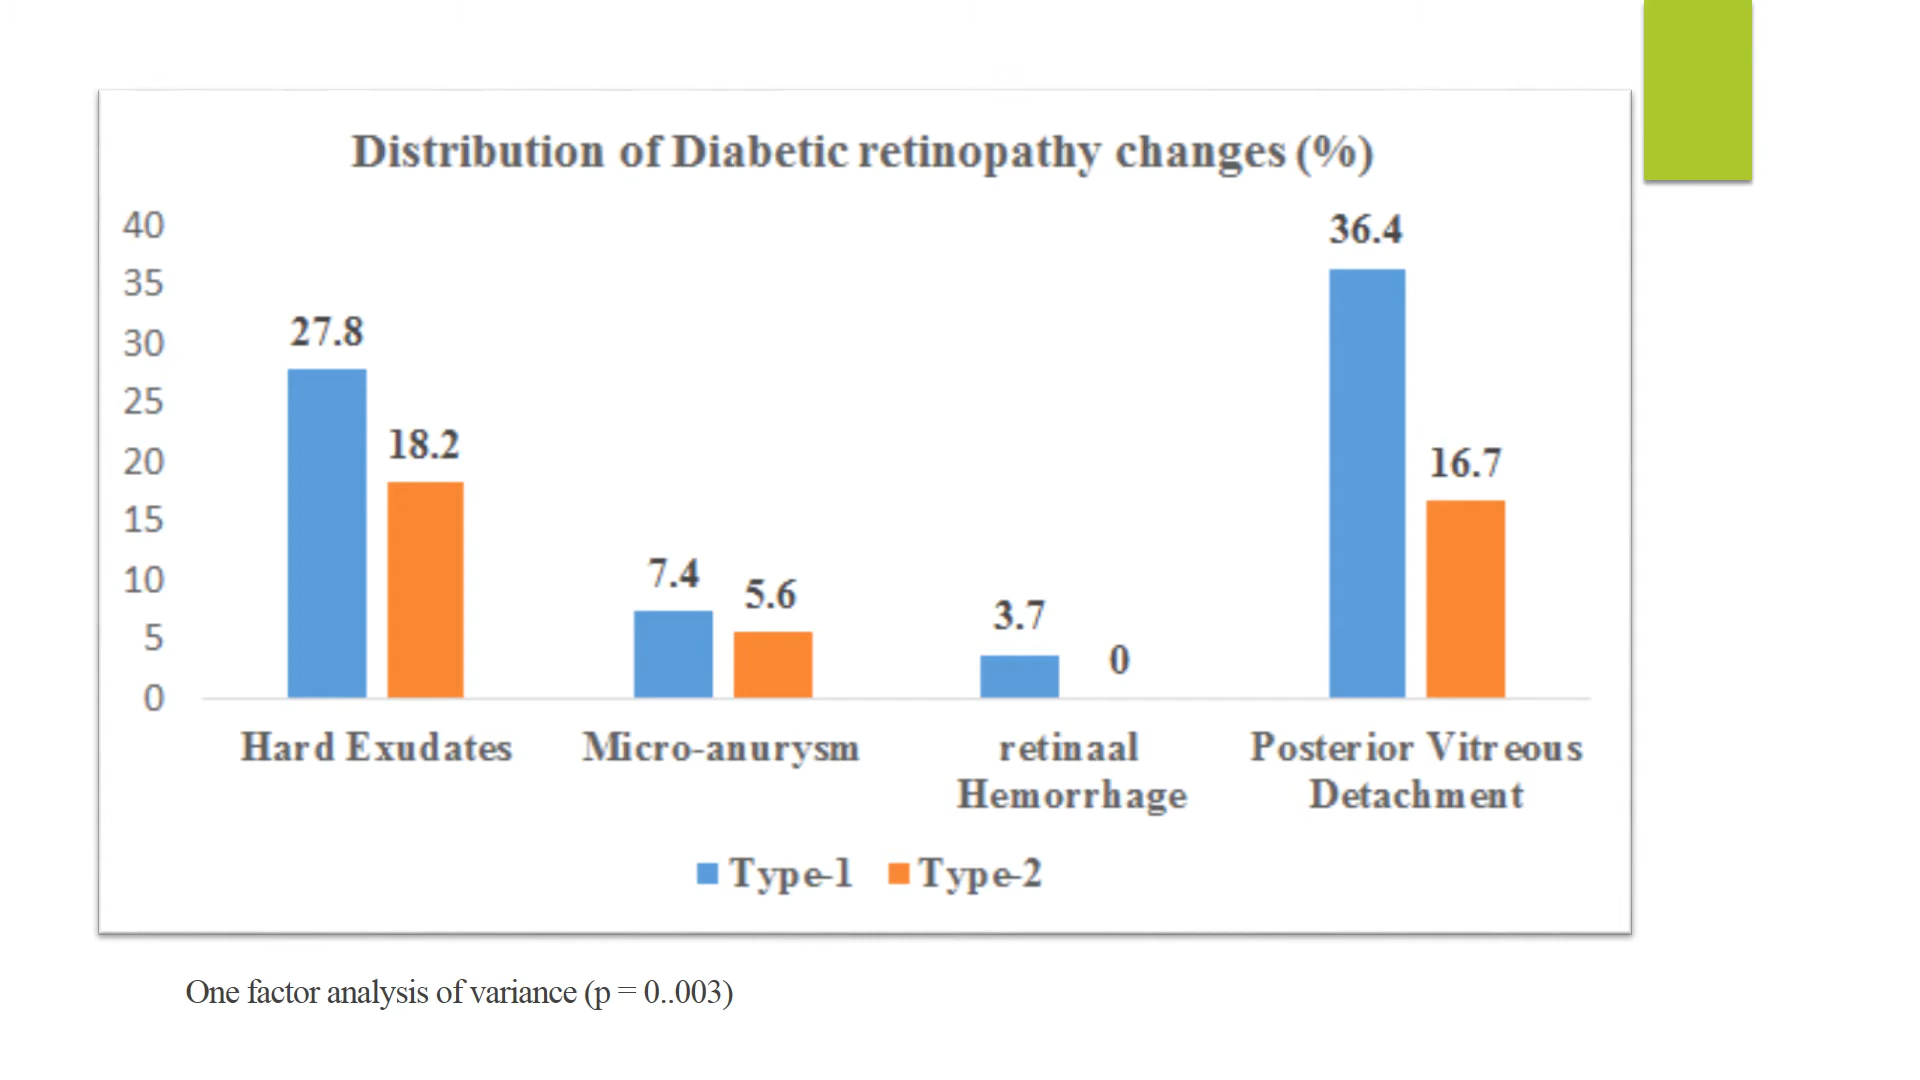 Distribution of Diabetic retinopathy changes (%)
40
35
30
25
20
15
10
5
0
27.8
18.2
7.4
5.6
3.7
0
36.4
16.7
Hard Exudates
Micro-anurysm
retinaal
Hemorrhage
Posterior Vitreous
Detachment
Type-1 Type-2
One factor analysis of variance (p = 0..003)